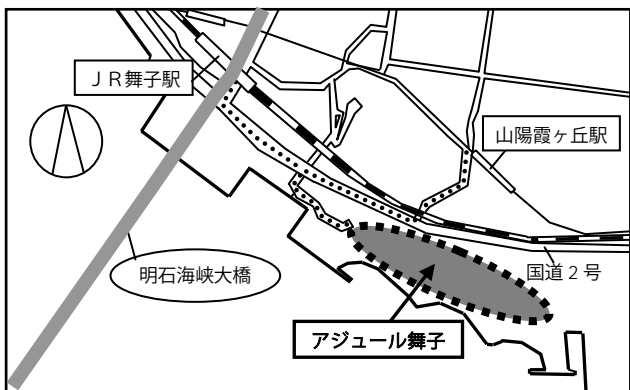 ＪＲ舞子駅
山陽霞ヶ丘駅
明石海峡大橋
国道２号
アジュール舞子